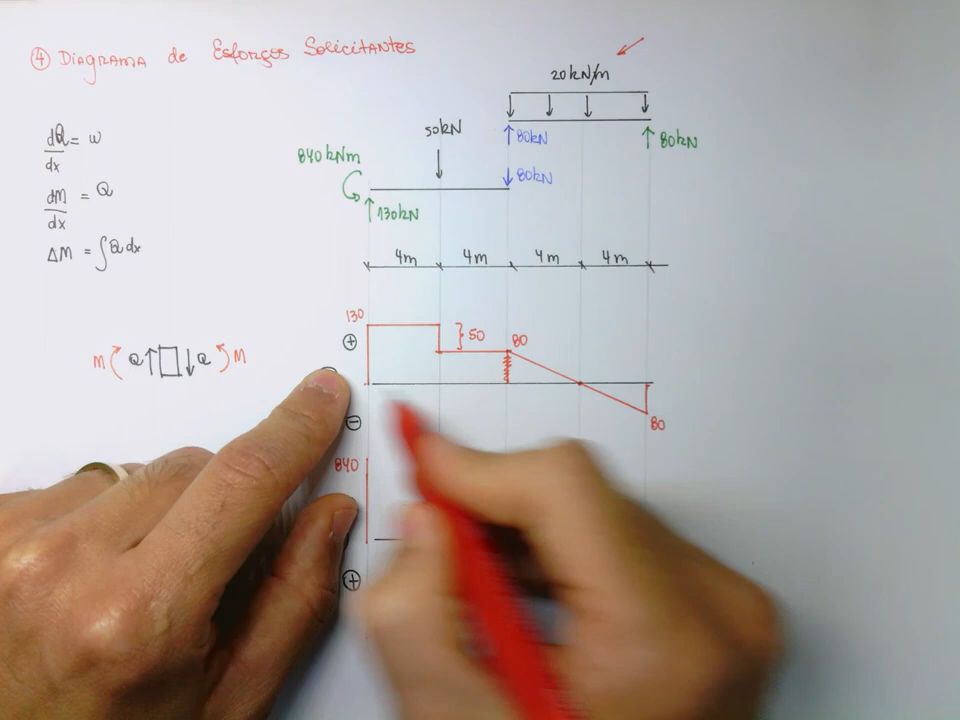 ④ Diagrama de Esforços Solicitantes
dQ/dx = w
dM/dx = Q
ΔM = ∫Q dx
20kN/m
50kN
80kN
80kN
840kNm
80kN
130kN
4m 4m 4m 4m
130
⊕
} 50
80
M ( Q ↑ □ ↓ Q ) M
⊖
80
840
⊕